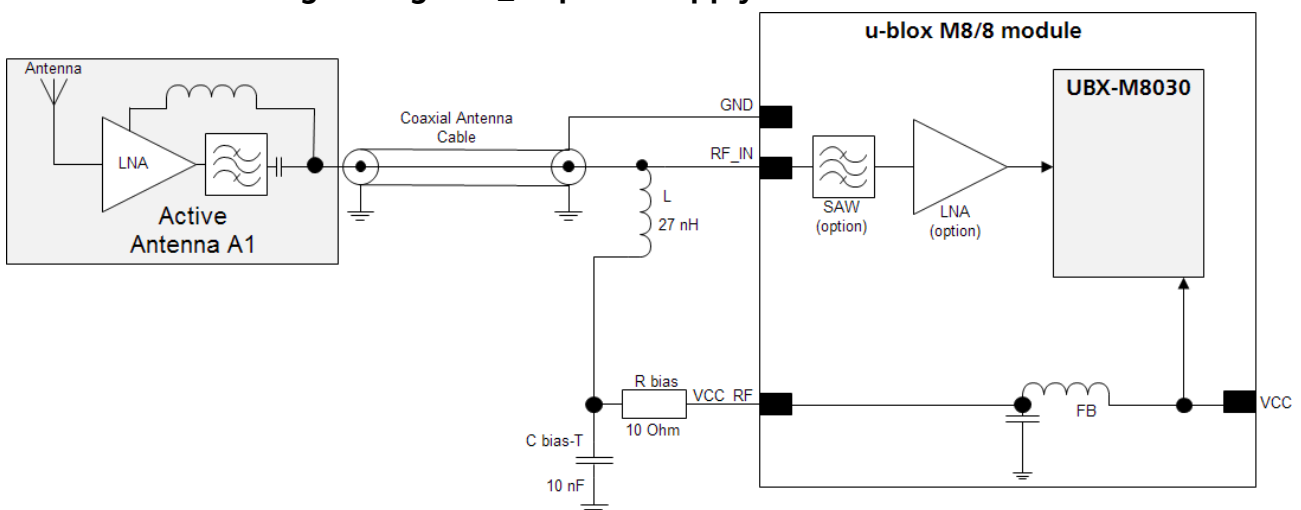 u-blox M8/8 module
Antenna
UBX-M8030
GND
Coaxial Antenna
Cable
RF_IN
LNA
L
27 nH
SAW
(option)
LNA
(option)
Active
Antenna A1
R bias
VCC_RF
10 Ohm
FB
VCC
C bias-T
10 nF